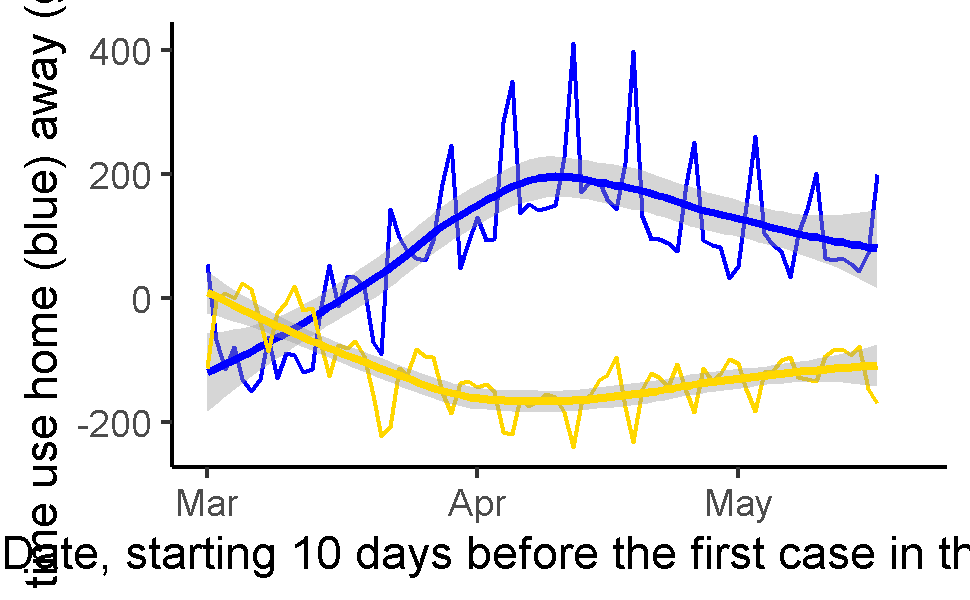 time use home (blue) away
400
200
0
-200
Mar Apr May
Date, starting 10 days before the first case in